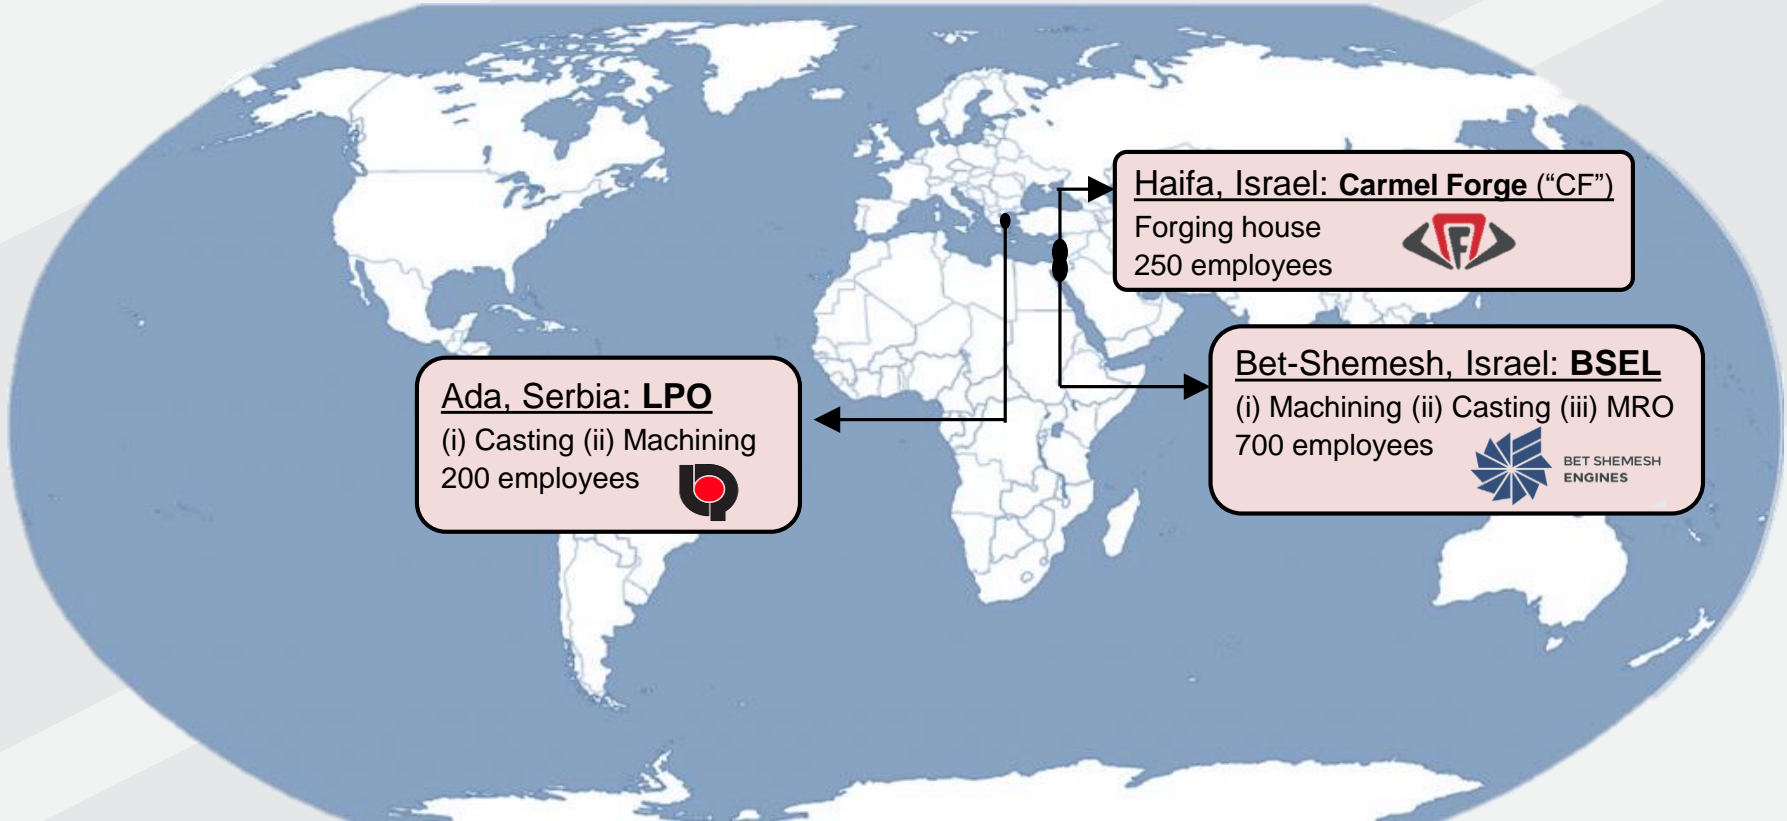 Haifa, Israel: Carmel Forge (“CF”)
Forging house
250 employees
CF
Bet-Shemesh, Israel: BSEL
(i) Machining (ii) Casting (iii) MRO
700 employees
BET SHEMESH
ENGINES
Ada, Serbia: LPO
(i) Casting (ii) Machining
200 employees